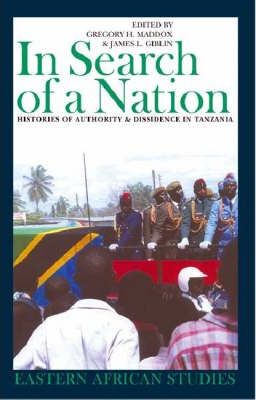 EDITED BY
GREGORY H. MADDOX
& JAMES L. GIBLIN
In Search
of a Nation
HISTORIES OF AUTHORITY & DISSIDENCE IN TANZANIA
EASTERN AFRICAN STUDIES